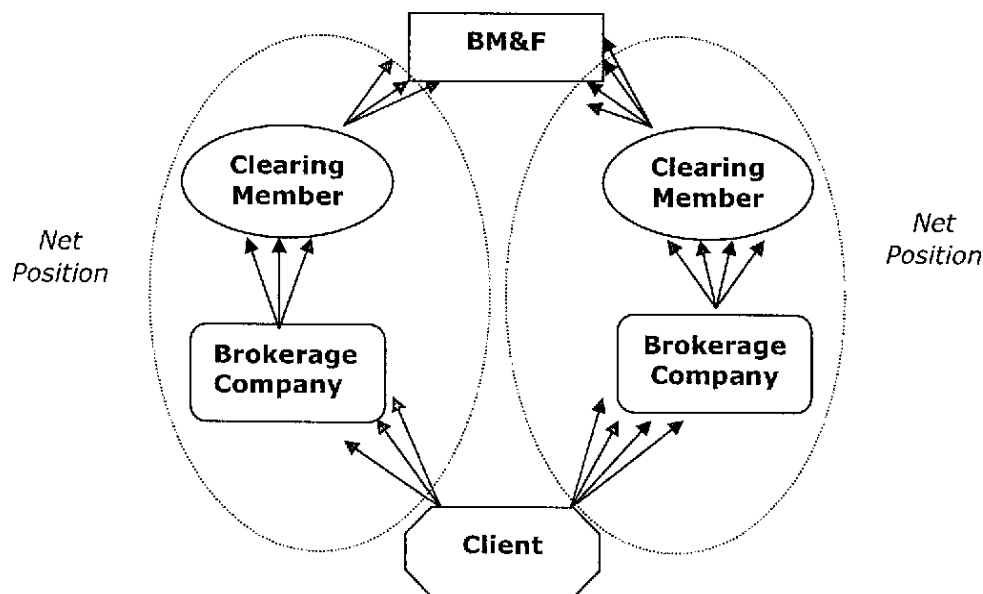 BM&F
Clearing
Member
Clearing
Member
Net
Position
Net
Position
Brokerage
Company
Brokerage
Company
Client